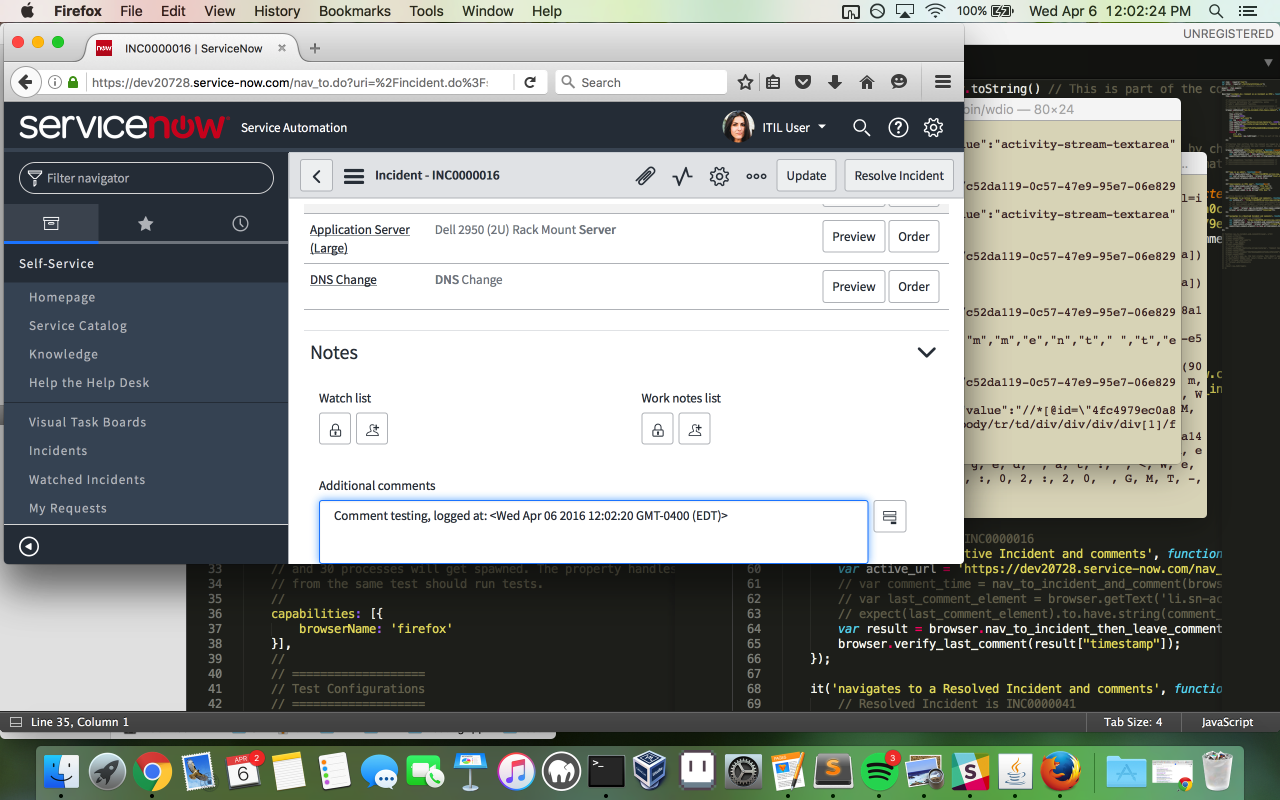 Firefox File Edit View History Bookmarks Tools Window Help 100% Wed Apr 6 12:02:24 PM
UNREGISTERED
INC0000016 | ServiceNow
https://dev20728.service-now.com/nav_to.do?uri=%2Fincident.do%3F
Search
servicenow Service Automation
ITIL User
Filter navigator
Self-Service
Homepage
Service Catalog
Knowledge
Help the Help Desk
Visual Task Boards
Incidents
Watched Incidents
My Requests
Incident - INC0000016
Update
Resolve Incident
Application Server (Large)
Dell 2950 (2U) Rack Mount Server
Preview
Order
DNS Change
DNS Change
Preview
Order
Notes
Watch list
Work notes list
Additional comments
Comment testing, logged at: <Wed Apr 06 2016 12:02:20 GMT-0400 (EDT)>
.toString() // This is part of the co
bin/wdio — 80×24
ue":"activity-stream-textarea"
c52da119-0c57-47e9-95e7-06e829
ue":"activity-stream-textarea"
c52da119-0c57-47e9-95e7-06e829
c52da119-0c57-47e9-95e7-06e829
c52da119-0c57-47e9-95e7-06e829
"m","m","e","n","t"," ","t","e
c52da119-0c57-47e9-95e7-06e829
value":"//*[@id=\"4fc4979ec0a8
ody/tr/td/div/div/div/div[1]/f
INC0000016
tive Incident and comments', function
33 // and 30 processes will get spawned. The property handles
34 // from the same test should run tests.
35 //
36 capabilities: [{
37 browserName: 'firefox'
38 }],
39 //
40 // ===================
41 // Test Configurations
42 // ===================
60 var active_url = 'https://dev20728.service-now.com/nav_
61 // var comment_time = nav_to_incident_and_comment(brows
62 // var last_comment_element = browser.getText('li.sn-ac
63 // expect(last_comment_element).to.have.string(comment_
64 var result = browser.nav_to_incident_then_leave_comment
65 browser.verify_last_comment(result["timestamp"]);
66 });
67
68 it('navigates to a Resolved Incident and comments', functio
69 // Resolved Incident is INC0000041
Line 35, Column 1
Tab Size: 4
JavaScript
APR 6
2
3